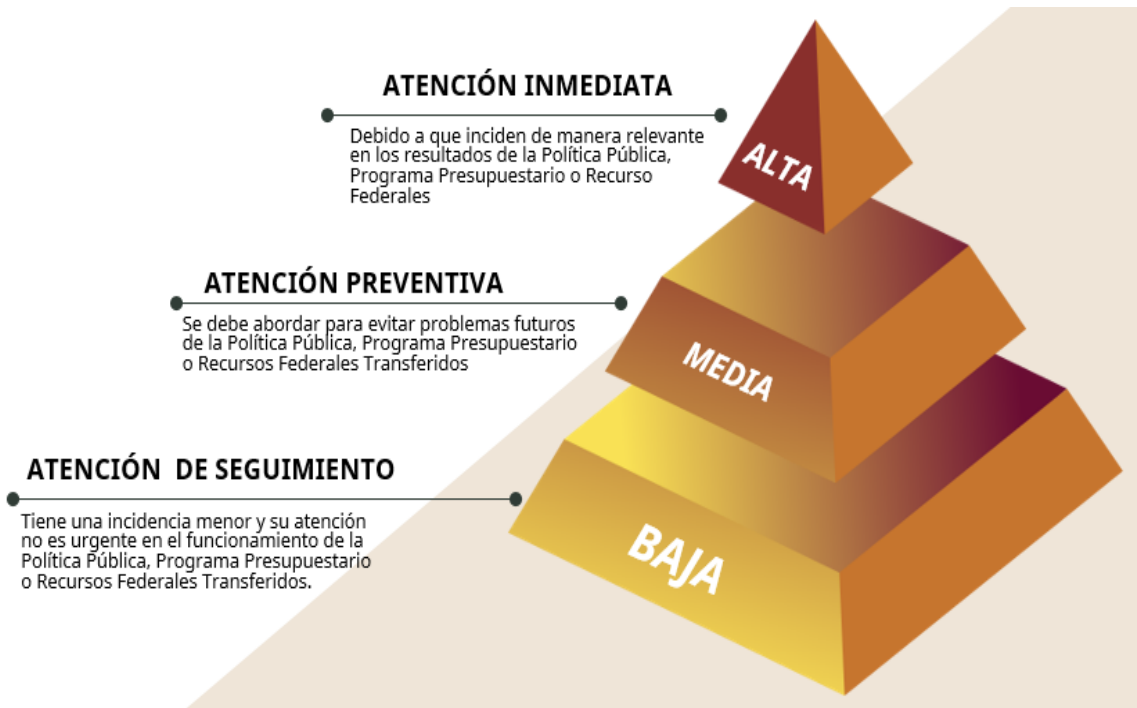 ATENCIÓN INMEDIATA
Debido a que inciden de manera relevante
en los resultados de la Política Pública,
Programa Presupuestario o Recurso
Federales
ALTA
ATENCIÓN PREVENTIVA
Se debe abordar para evitar problemas futuros
de la Política Pública, Programa Presupuestario
o Recursos Federales Transferidos
MEDIA
ATENCIÓN  DE SEGUIMIENTO
Tiene una incidencia menor y su atención
no es urgente en el funcionamiento de la
Política Pública, Programa Presupuestario
o Recursos Federales Transferidos.
BAJA